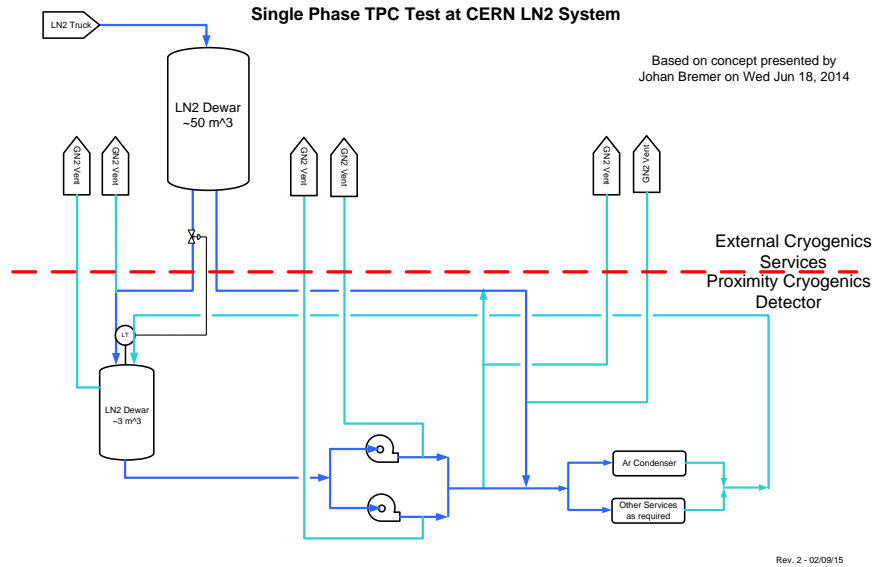 Single Phase TPC Test at CERN LN2 System
LN2 Truck
Based on concept presented by
Johan Bremer on Wed Jun 18, 2014
LN2 Dewar
~50 m^3
GN2 Vent
GN2 Vent
GN2 Vent
GN2 Vent
GN2 Vent
GN2 Vent
External Cryogenics
Services
Proximity Cryogenics
Detector
LT
LN2 Dewar
~3 m^3
Ar Condenser
Other Services
as required
Rev. 2 - 02/09/15